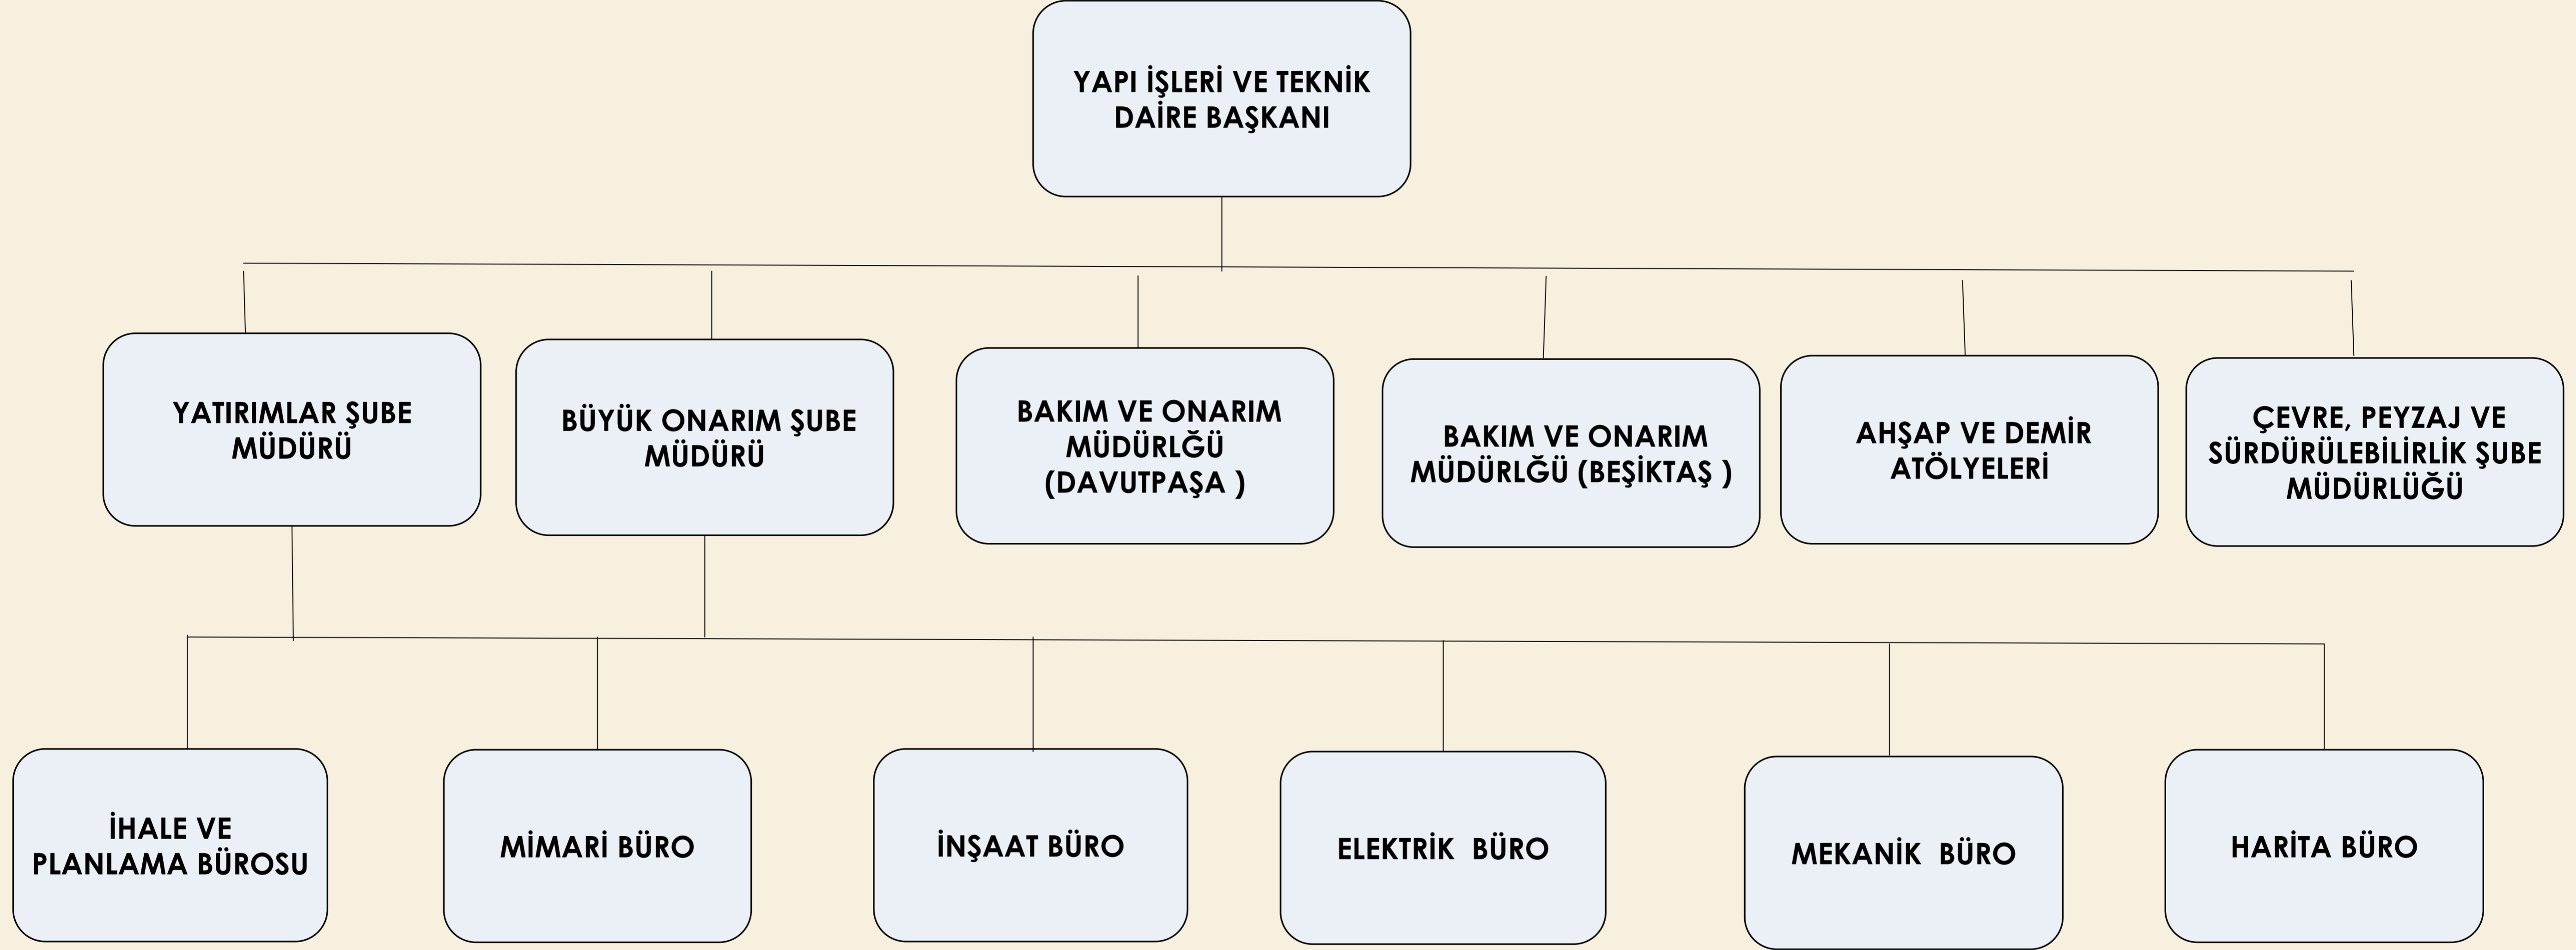 YAPI İŞLERİ VE TEKNİK
DAİRE BAŞKANI
YATIRIMLAR ŞUBE
MÜDÜRÜ
BÜYÜK ONARIM ŞUBE
MÜDÜRÜ
BAKIM VE ONARIM
MÜDÜRLĞÜ
(DAVUTPAŞA )
BAKIM VE ONARIM
MÜDÜRLĞÜ (BEŞİKTAŞ )
AHŞAP VE DEMİR
ATÖLYELERİ
ÇEVRE, PEYZAJ VE
SÜRDÜRÜLEBİLİRLİK ŞUBE
MÜDÜRLÜĞÜ
İHALE VE
PLANLAMA BÜROSU
MİMARİ BÜRO
İNŞAAT BÜRO
ELEKTRİK  BÜRO
MEKANİK  BÜRO
HARİTA BÜRO